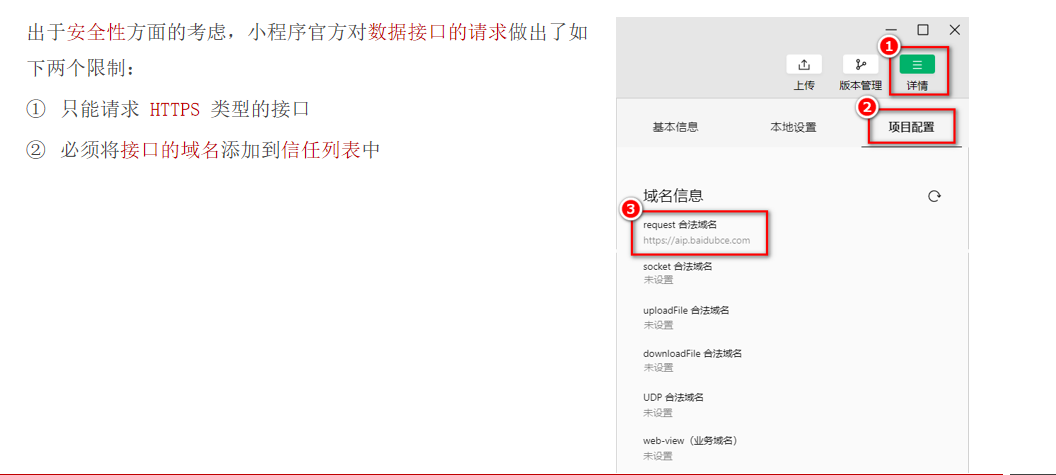 出于安全性方面的考虑，小程序官方对数据接口的请求做出了如
下两个限制：
① 只能请求 HTTPS 类型的接口
② 必须将接口的域名添加到信任列表中
1
上传 版本管理 详情
2
基本信息 本地设置 项目配置
域名信息
3
request 合法域名
https://aip.baidubce.com
socket 合法域名
未设置
uploadFile 合法域名
未设置
downloadFile 合法域名
未设置
UDP 合法域名
未设置
web-view（业务域名）
未设置